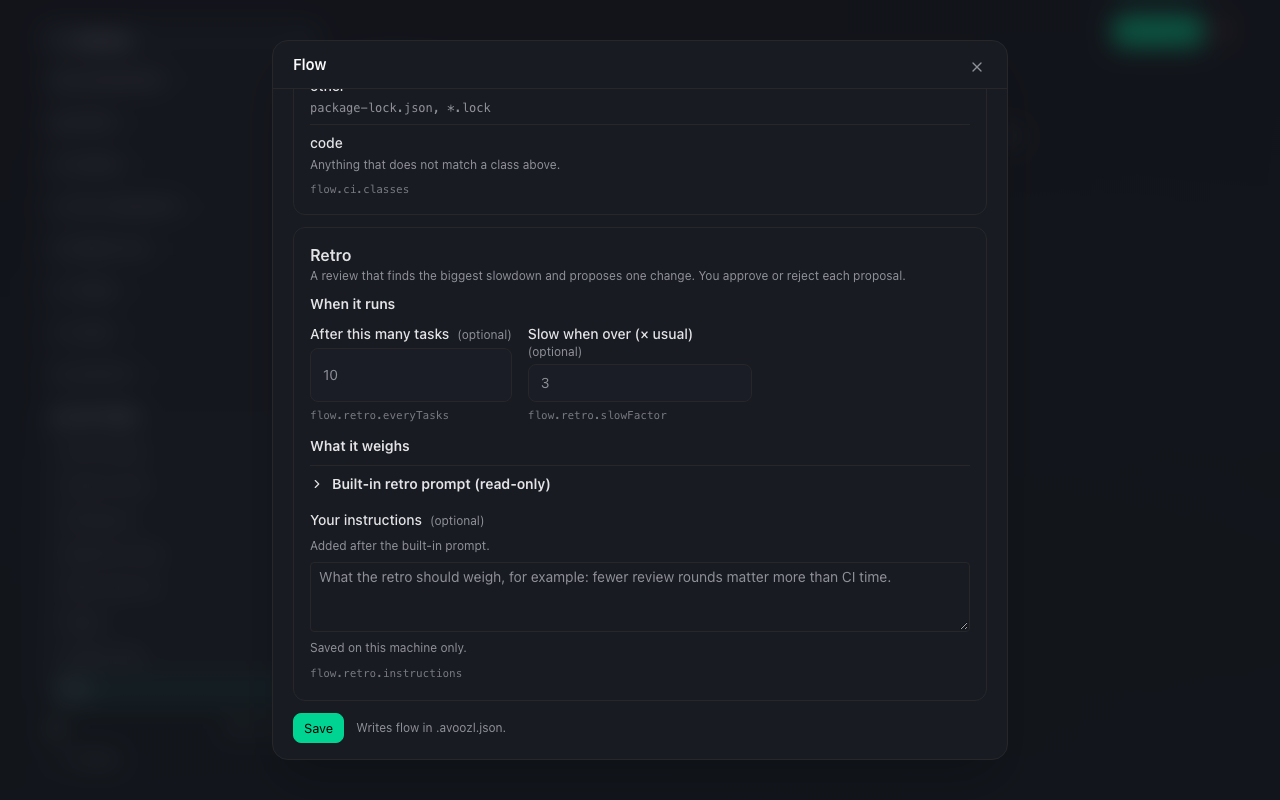 Flow
package-lock.json, *.lock
code
Anything that does not match a class above.
flow.ci.classes
Retro
A review that finds the biggest slowdown and proposes one change. You approve or reject each proposal.
When it runs
After this many tasks (optional)
10
flow.retro.everyTasks
Slow when over (× usual)
(optional)
3
flow.retro.slowFactor
What it weighs
Built-in retro prompt (read-only)
Your instructions (optional)
Added after the built-in prompt.
What the retro should weigh, for example: fewer review rounds matter more than CI time.
Saved on this machine only.
flow.retro.instructions
Save
Writes flow in .avoozl.json.